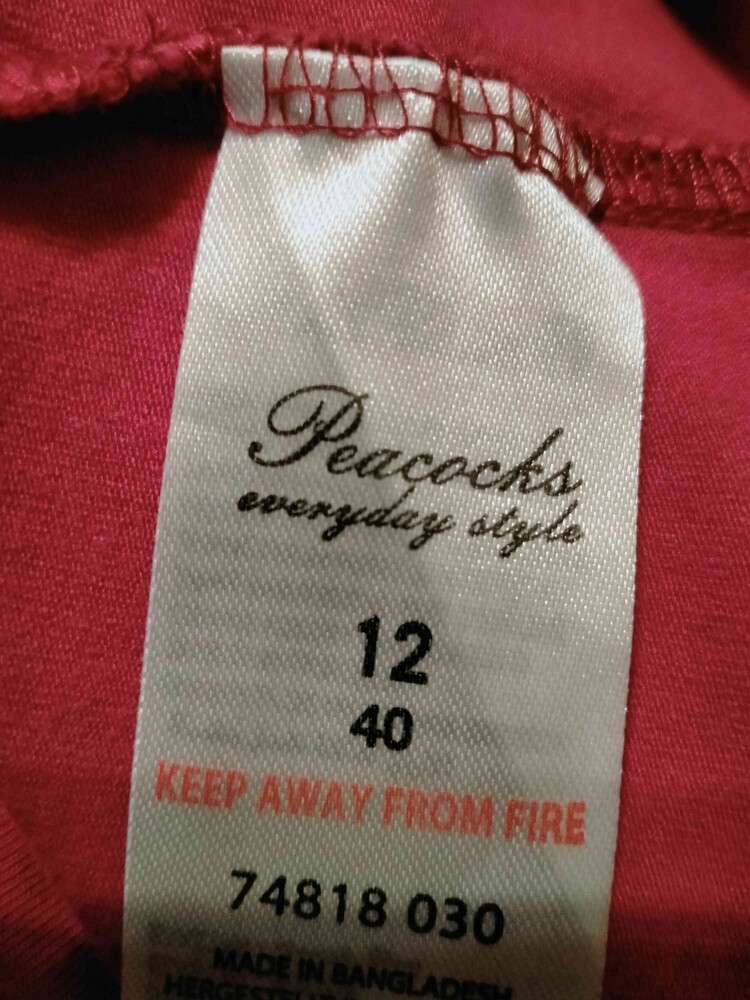 Peacocks
everyday style
12
40
KEEP AWAY FROM FIRE
74818 030
MADE IN BANGLADESH